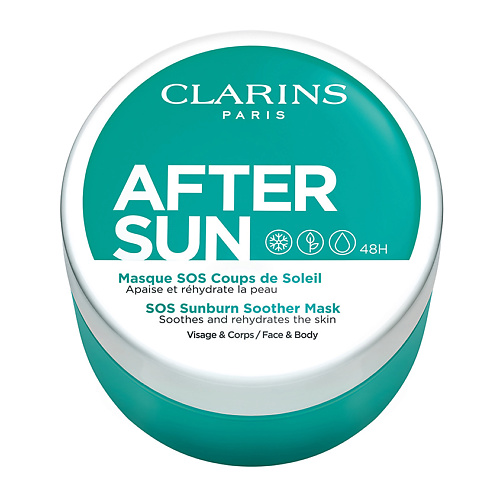 CLARINS
PARIS
AFTER
SUN
48H
Masque SOS Coups de Soleil
Apaise et réhydrate la peau
SOS Sunburn Soother Mask
Soothes and rehydrates the skin
Visage & Corps / Face & Body